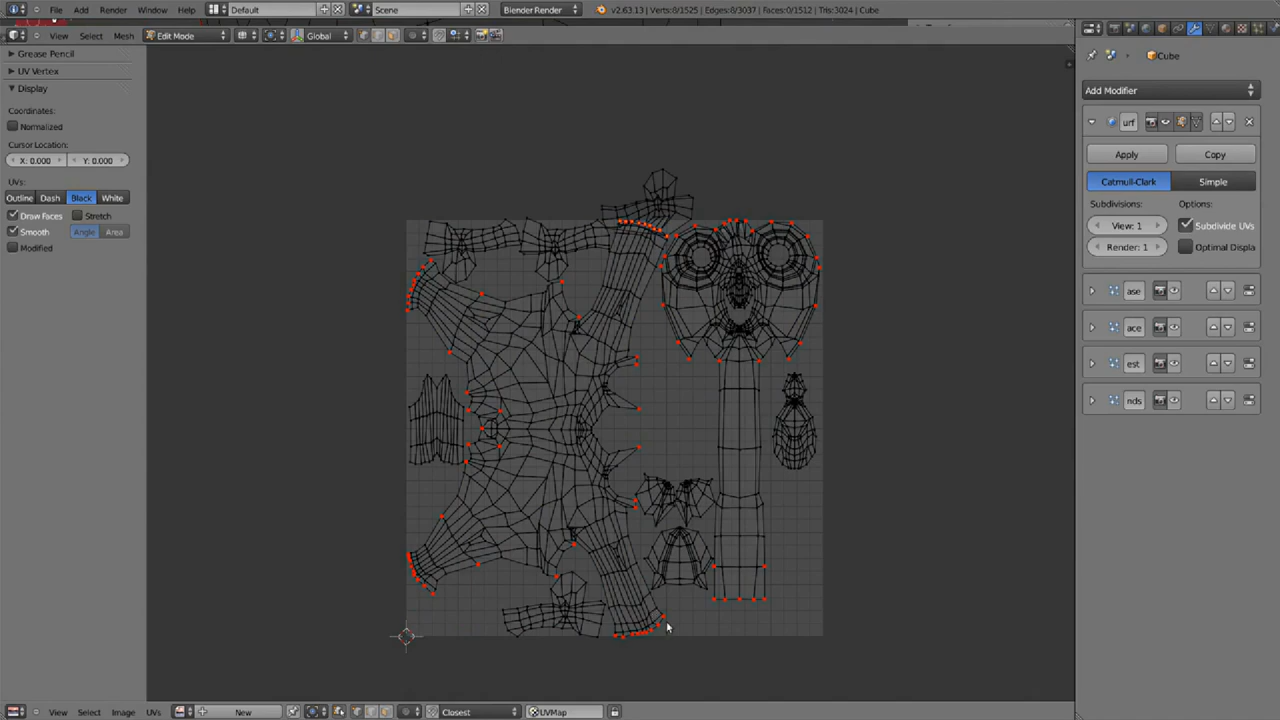 File Add Render Window Help Default Scene Blender Render v2.63.13 | Verts:8/1525 | Edges:8/3037 | Faces:0/1512 | Tris:3024 | Cube
View Select Mesh Edit Mode Global
Grease Pencil
UV Vertex
Display
Coordinates:
Normalized
Cursor Location:
X: 0.000 Y: 0.000
UVs:
Outline Dash Black White
Draw Faces Stretch
Smooth Angle Area
Modified
Cube
Add Modifier
urf
Apply Copy
Catmull-Clark Simple
Subdivisions: Options:
View: 1 Subdivide UVs
Render: 1 Optimal Displa
ase
ace
est
nds
View Select Image UVs New Closest UVMap